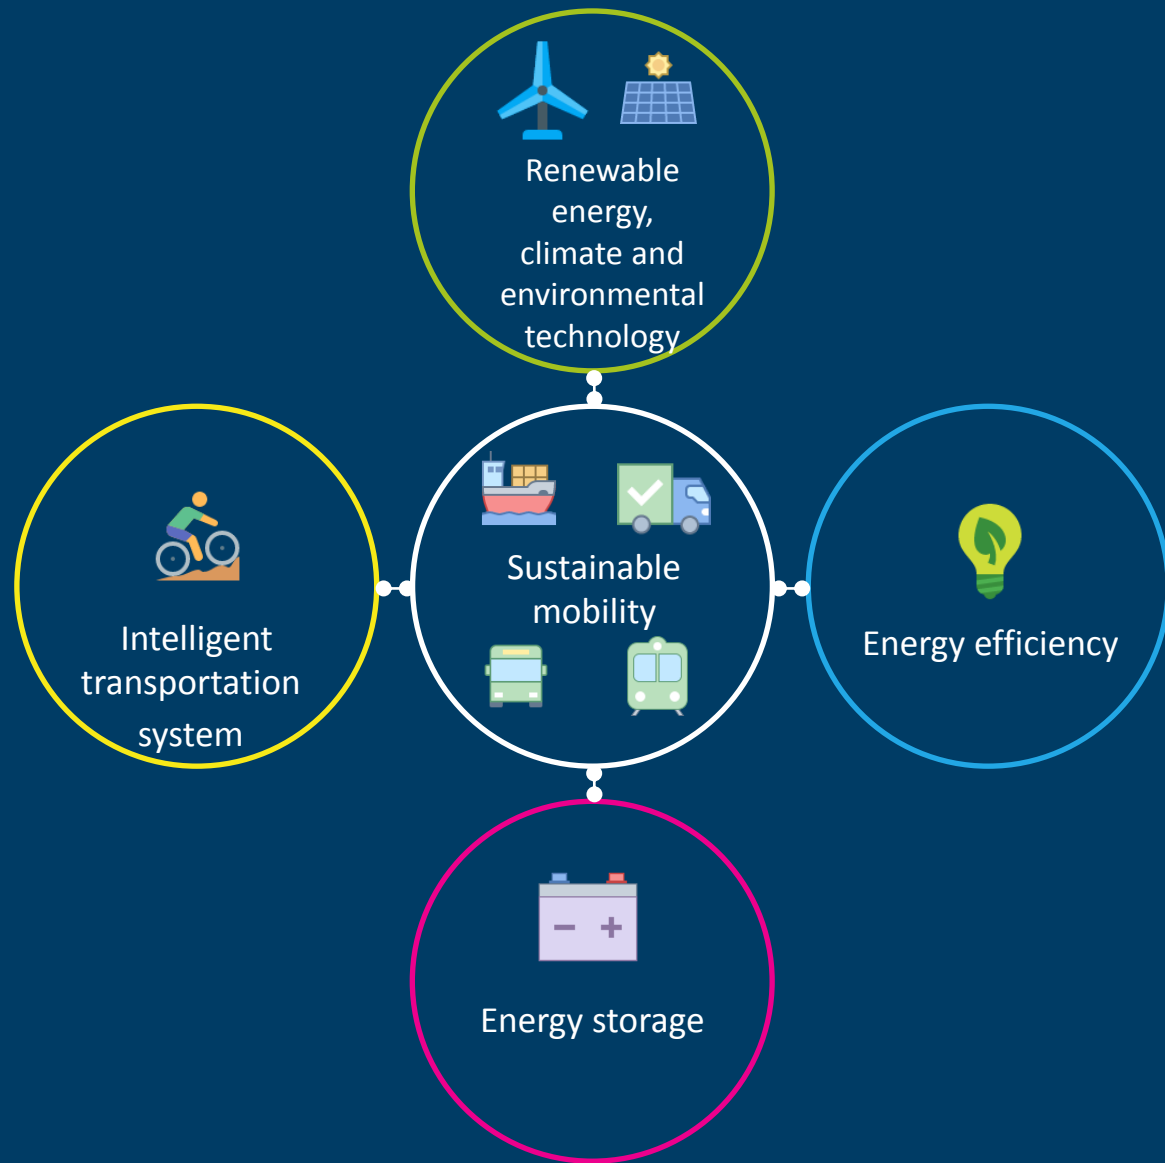 Renewable
energy,
climate and
environmental
technology
Intelligent
transportation
system
Sustainable
mobility
Energy efficiency
Energy storage